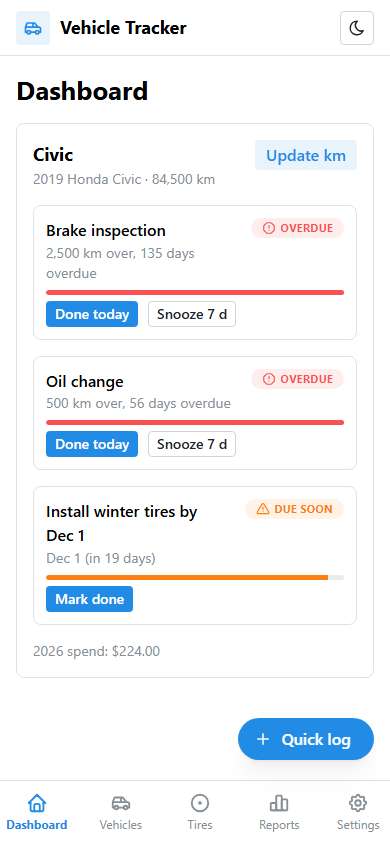 Vehicle Tracker
Dashboard
Civic
Update km
2019 Honda Civic · 84,500 km
Brake inspection
OVERDUE
2,500 km over, 135 days
overdue
Done today
Snooze 7 d
Oil change
OVERDUE
500 km over, 56 days overdue
Done today
Snooze 7 d
Install winter tires by
Dec 1
DUE SOON
Dec 1 (in 19 days)
Mark done
2026 spend: $224.00
Quick log
Dashboard
Vehicles
Tires
Reports
Settings